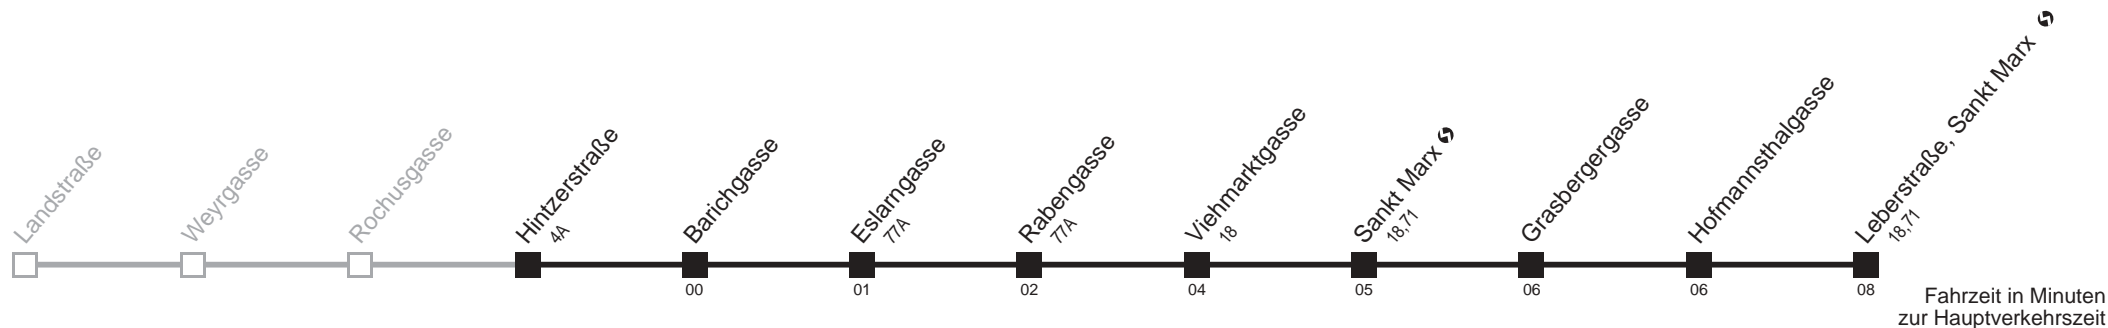 Landstraße
Weyrgasse
Rochusgasse
Hintzerstraße
4A
Barichgasse
00
Eslarngasse
77A
01
Rabengasse
77A
02
Viehmarktgasse
18
04
Sankt Marx
18,71
05
Grasbergergasse
06
Hofmannsthalgasse
06
Leberstraße, Sankt Marx
18,71
08
Fahrzeit in Minuten
zur Hauptverkehrszeit